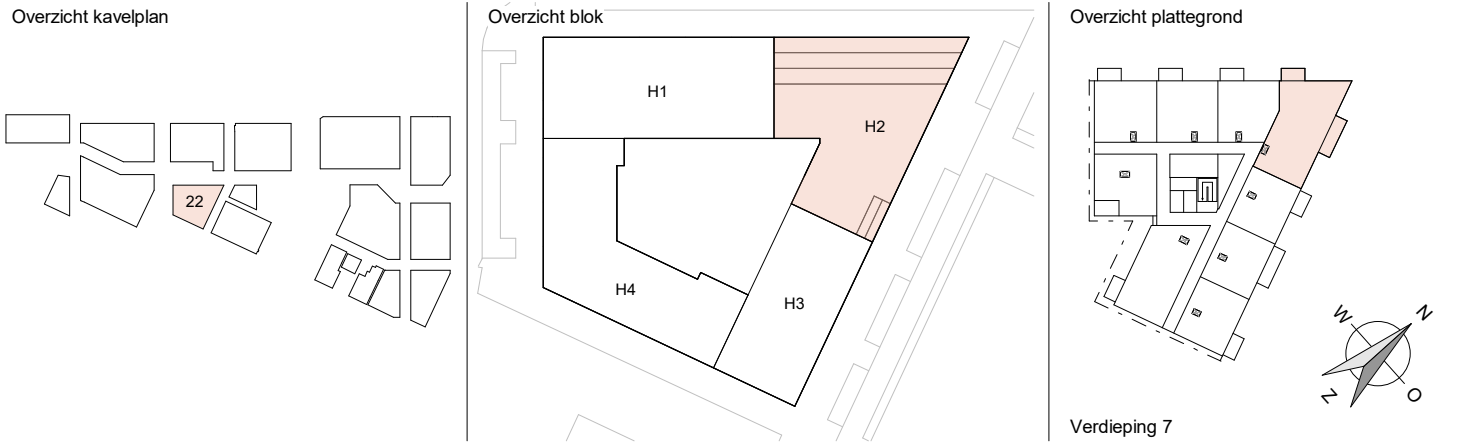 Overzicht kavelplan
22
Overzicht blok
H1
H2
H3
H4
Overzicht plattegrond
N
W
O
Z
Verdieping 7